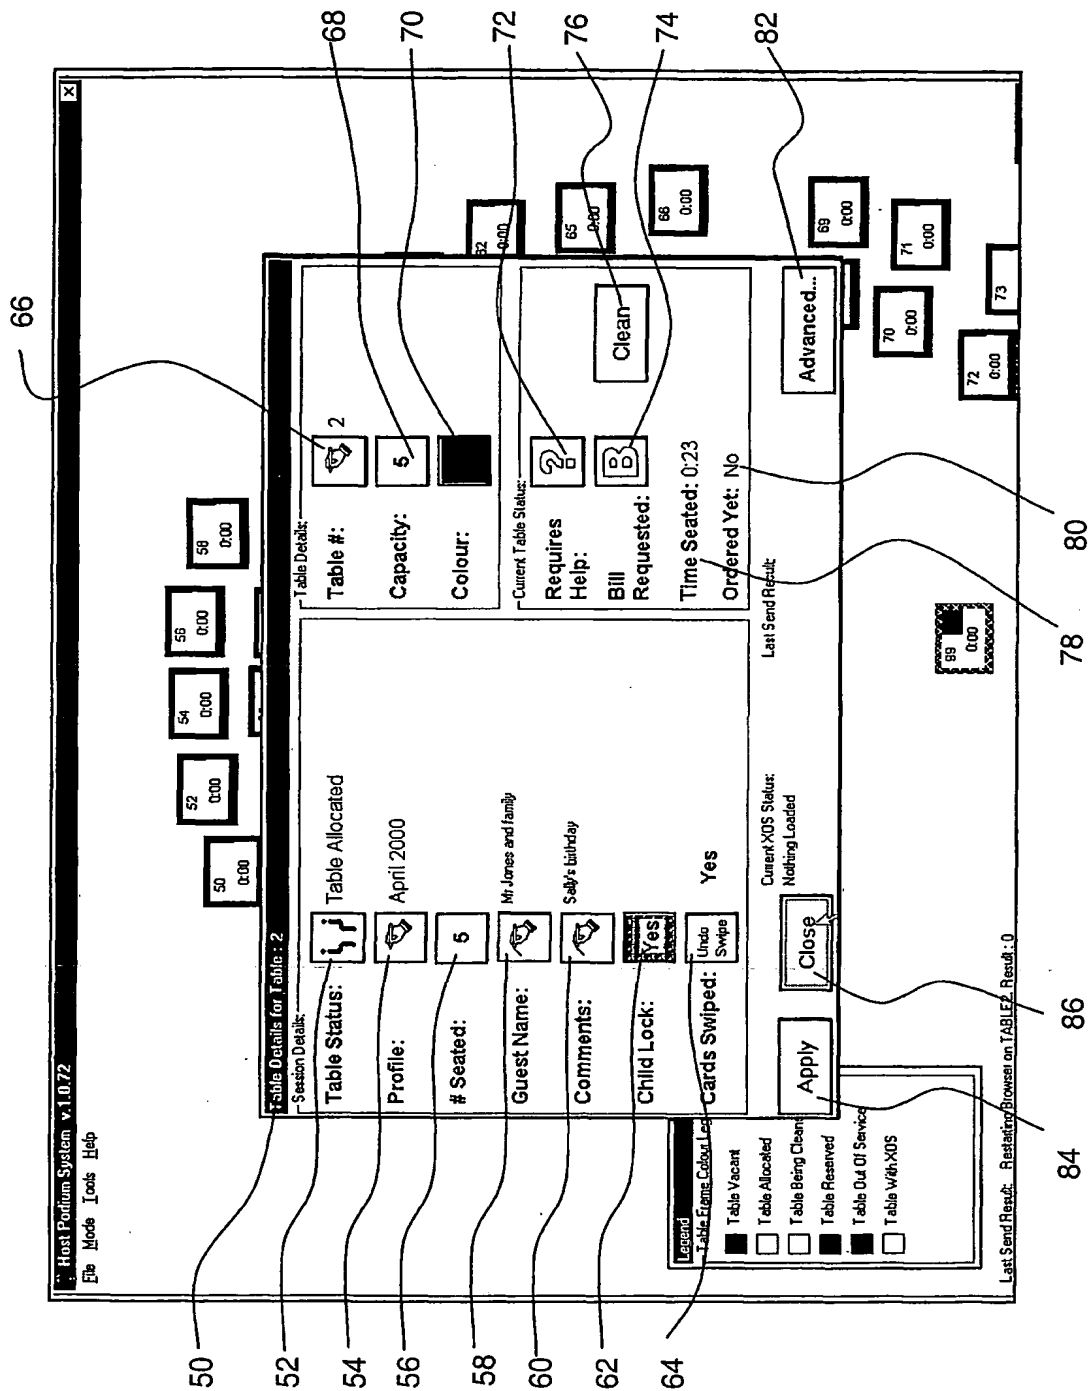 Host Podium System v.1.0.72
File Mode Tools Help
50
0:00
52
0:00
54
0:00
56
0:00
58
0:00
62
0:00
65
0:00
66
0:00
69
0:00
70
0:00
71
0:00
72
0:00
73
99
0:00
Table Details for Table : 2
Session Details:
Table Status: Table Allocated
Profile: April 2000
# Seated: 5
Guest Name: Mr Jones and family
Comments: Sally's birthday
Child Lock: Yes
Cards Swiped: Undo Swipe Yes
Table Details:
Table #: 2
Capacity: 5
Colour:
Current Table Status:
Requires
Help: ?
Bill
Requested: B
Clean
Time Seated: 0:23
Ordered Yet: No
Apply
Close
Current XOS Status:
Nothing Loaded
Last Send Result:
Advanced...
Legend
Table Frame Colour Leg
Table Vacant
Table Allocated
Table Being Clean
Table Reserved
Table Out Of Service
Table With XOS
Last Send Result: Restarting Browser on TABLE2. Result : 0
50
52
54
56
58
60
62
64
66
68
70
72
76
74
82
84
86
78
80